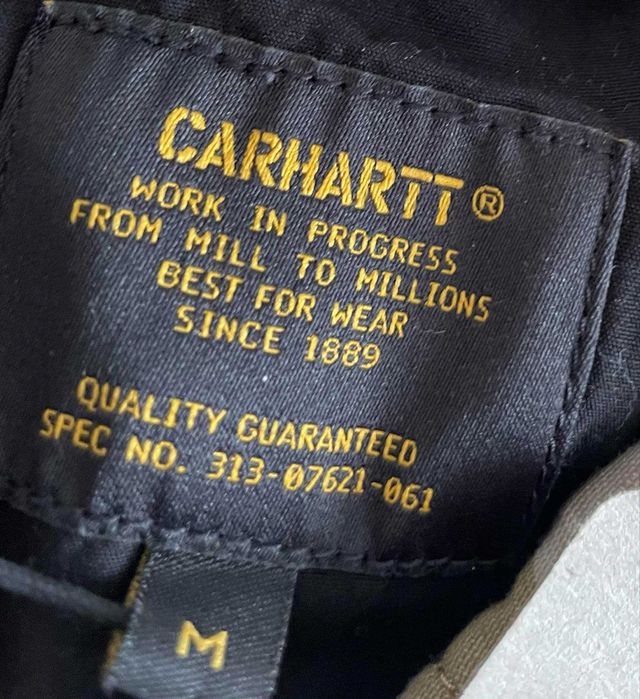 CARHARTT®
WORK IN PROGRESS
FROM MILL TO MILLIONS
BEST FOR WEAR
SINCE 1889
QUALITY GUARANTEED
SPEC NO. 313-07621-061
M